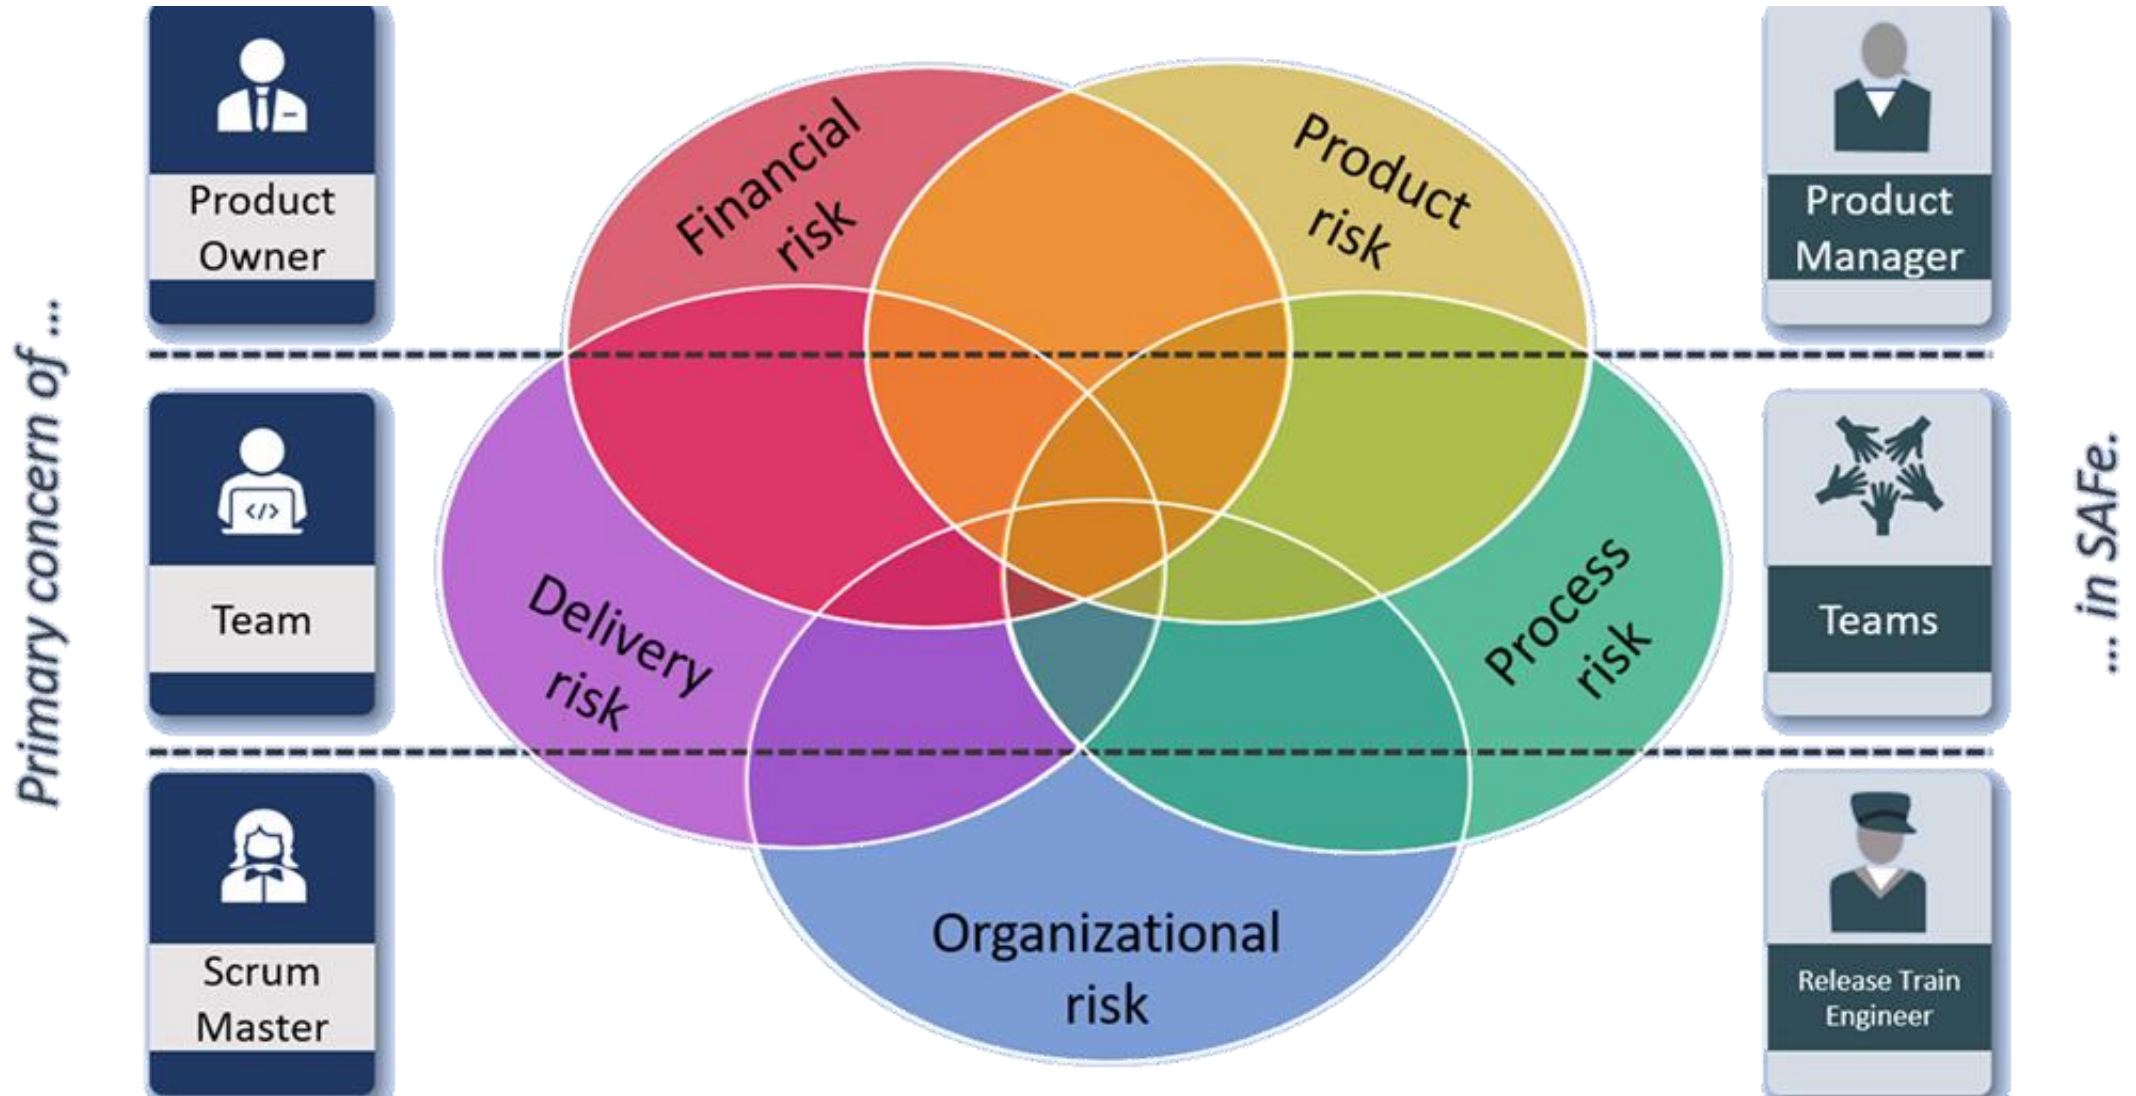 Primary concern of ...
Product
Owner
Team
Scrum
Master
Financial
risk
Product
risk
Delivery
risk
Process
risk
Organizational
risk
</>
Product
Manager
Teams
Release Train
Engineer
... in SAFe.